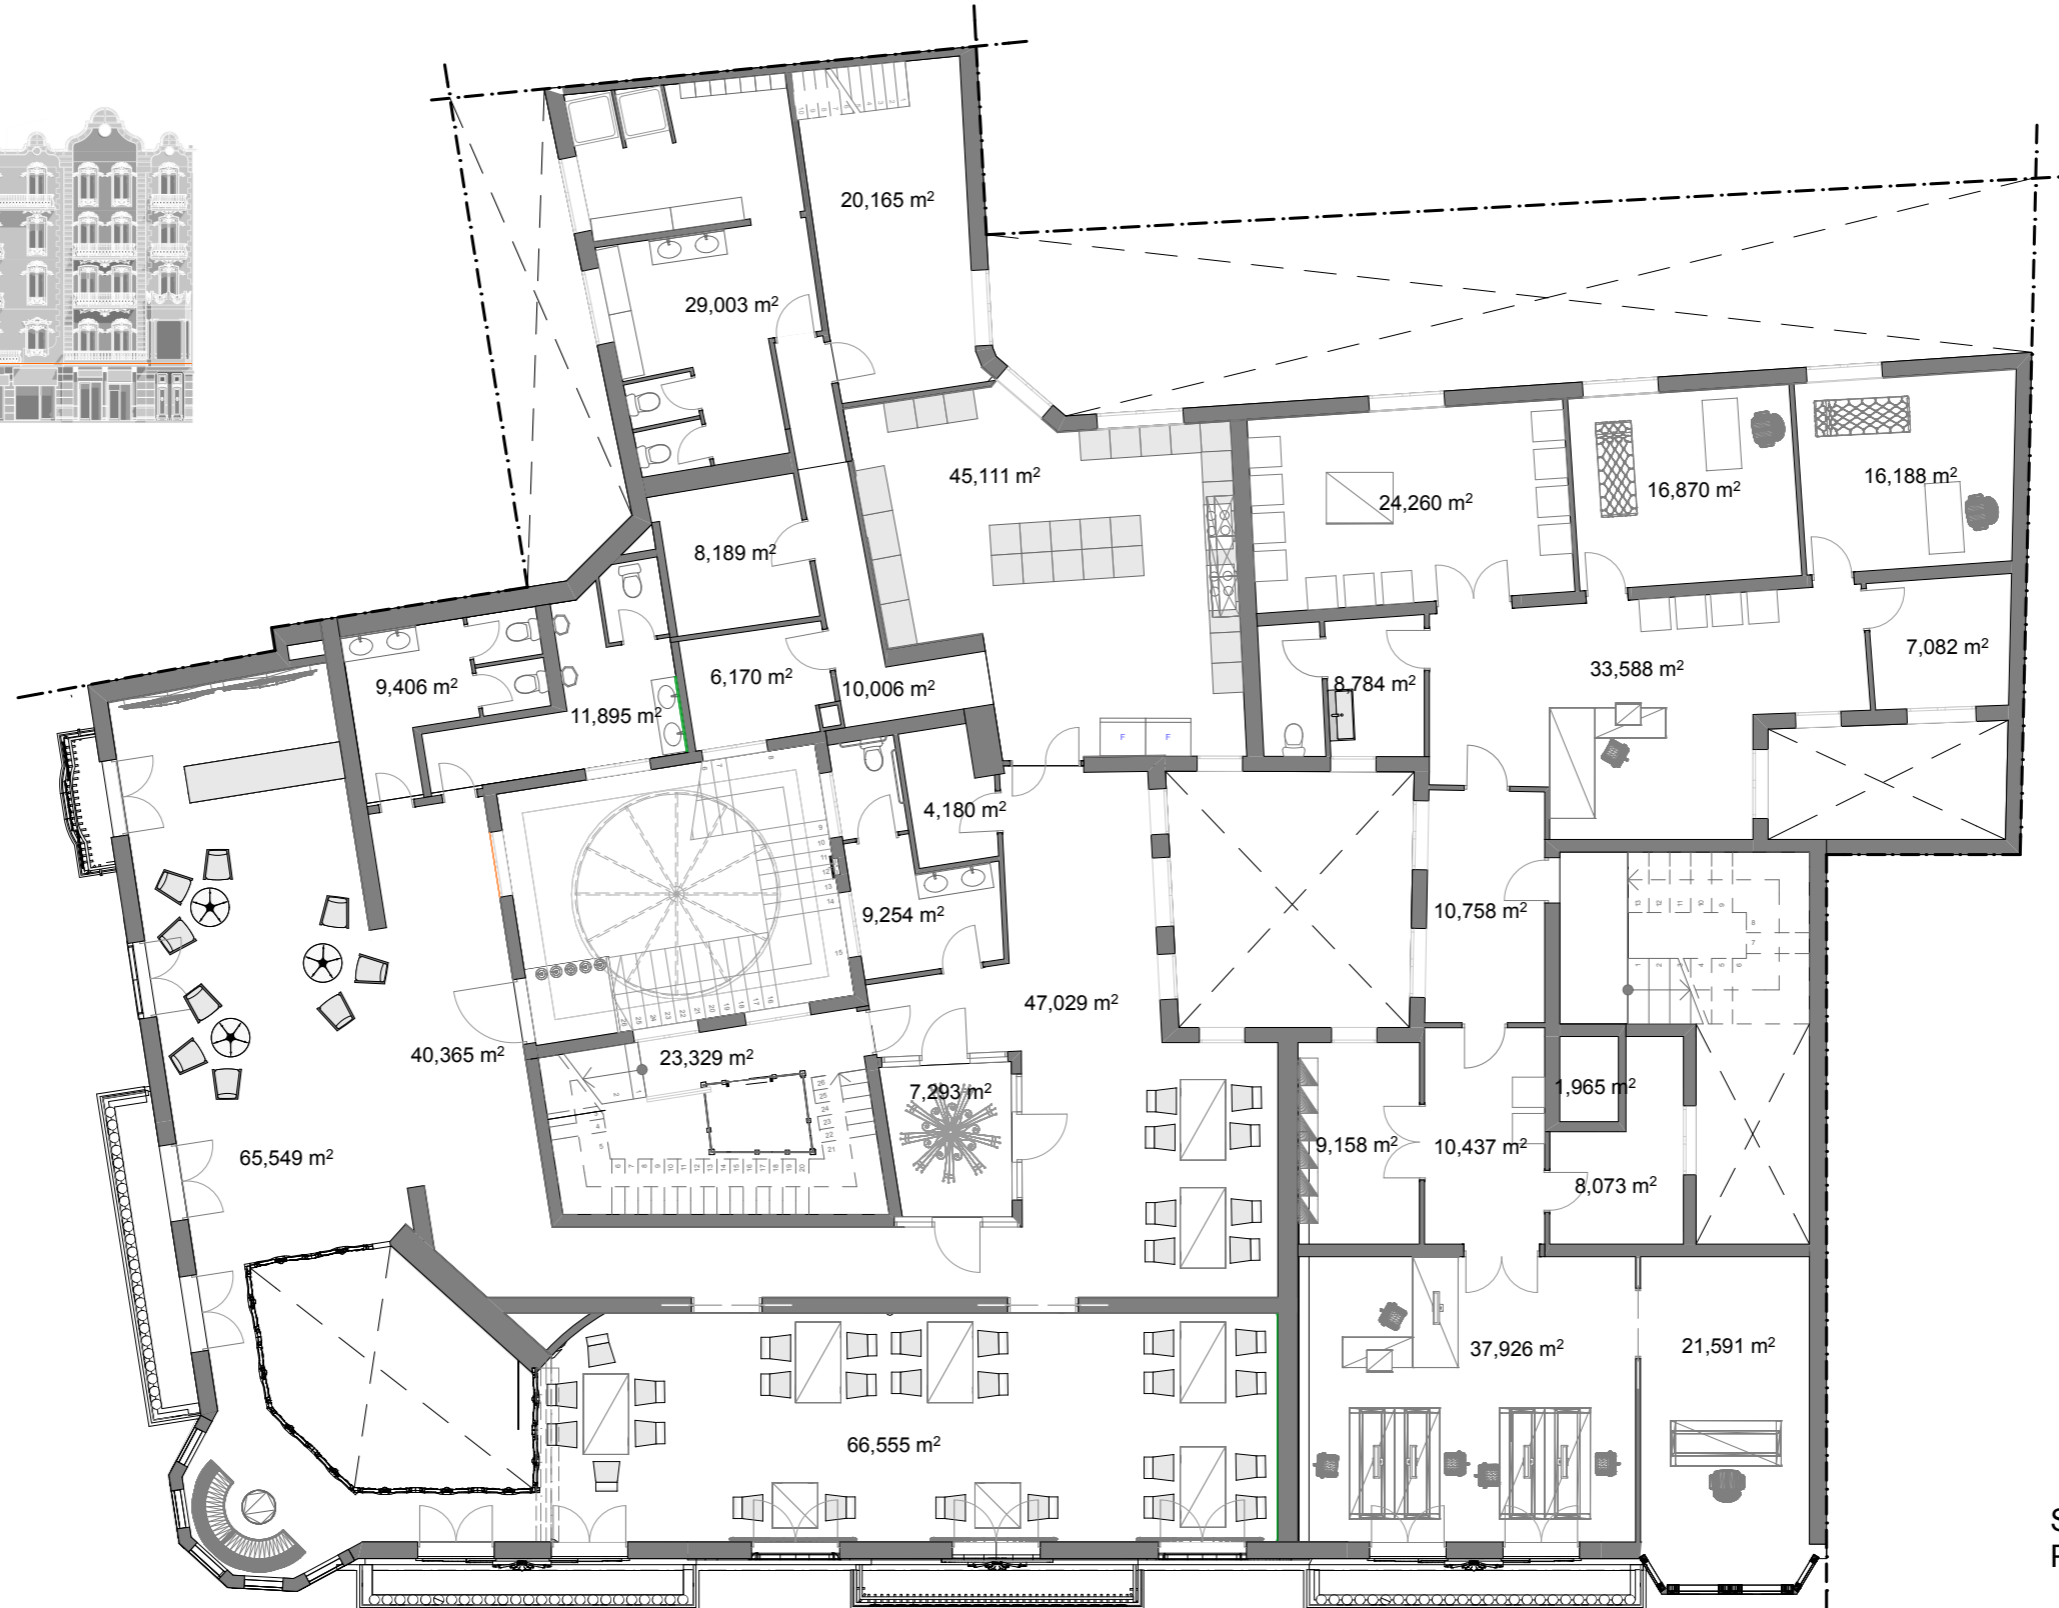 20,165 m²
29,003 m²
45,111 m²
24,260 m²
16,870 m²
16,188 m²
8,189 m²
7,082 m²
33,588 m²
6,170 m²
10,006 m²
8,784 m²
9,406 m²
11,895 m²
4,180 m²
F F
9,254 m²
10,758 m²
47,029 m²
40,365 m²
23,329 m²
7,293 m²
1,965 m²
9,158 m²
10,437 m²
65,549 m²
8,073 m²
37,926 m²
21,591 m²
66,555 m²